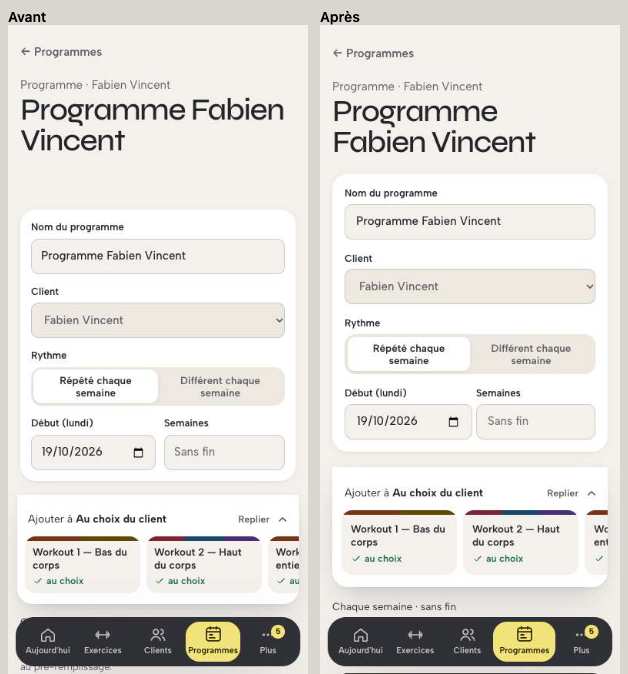 Avant
← Programmes
Programme · Fabien Vincent
Programme Fabien
Vincent
Nom du programme
Programme Fabien Vincent
Client
Fabien Vincent
Rythme
Répété chaque
semaine
Différent chaque
semaine
Début (lundi)
Semaines
19/10/2026
Sans fin
Ajouter à Au choix du client
Replier
Workout 1 — Bas du
corps
✓ au choix
Workout 2 — Haut
du corps
✓ au choix
Work
entie
✓ au
Aujourd'hui
Exercices
Clients
Programmes
5
Plus
au pré-remplissage.
Après
← Programmes
Programme · Fabien Vincent
Programme
Fabien Vincent
Nom du programme
Programme Fabien Vincent
Client
Fabien Vincent
Rythme
Répété chaque
semaine
Différent chaque
semaine
Début (lundi)
Semaines
19/10/2026
Sans fin
Ajouter à Au choix du client
Replier
Workout 1 — Bas du
corps
✓ au choix
Workout 2 — Haut
du corps
✓ au choix
Chaque semaine · sans fin
Aujourd'hui
Exercices
Clients
Programmes
5
Plus